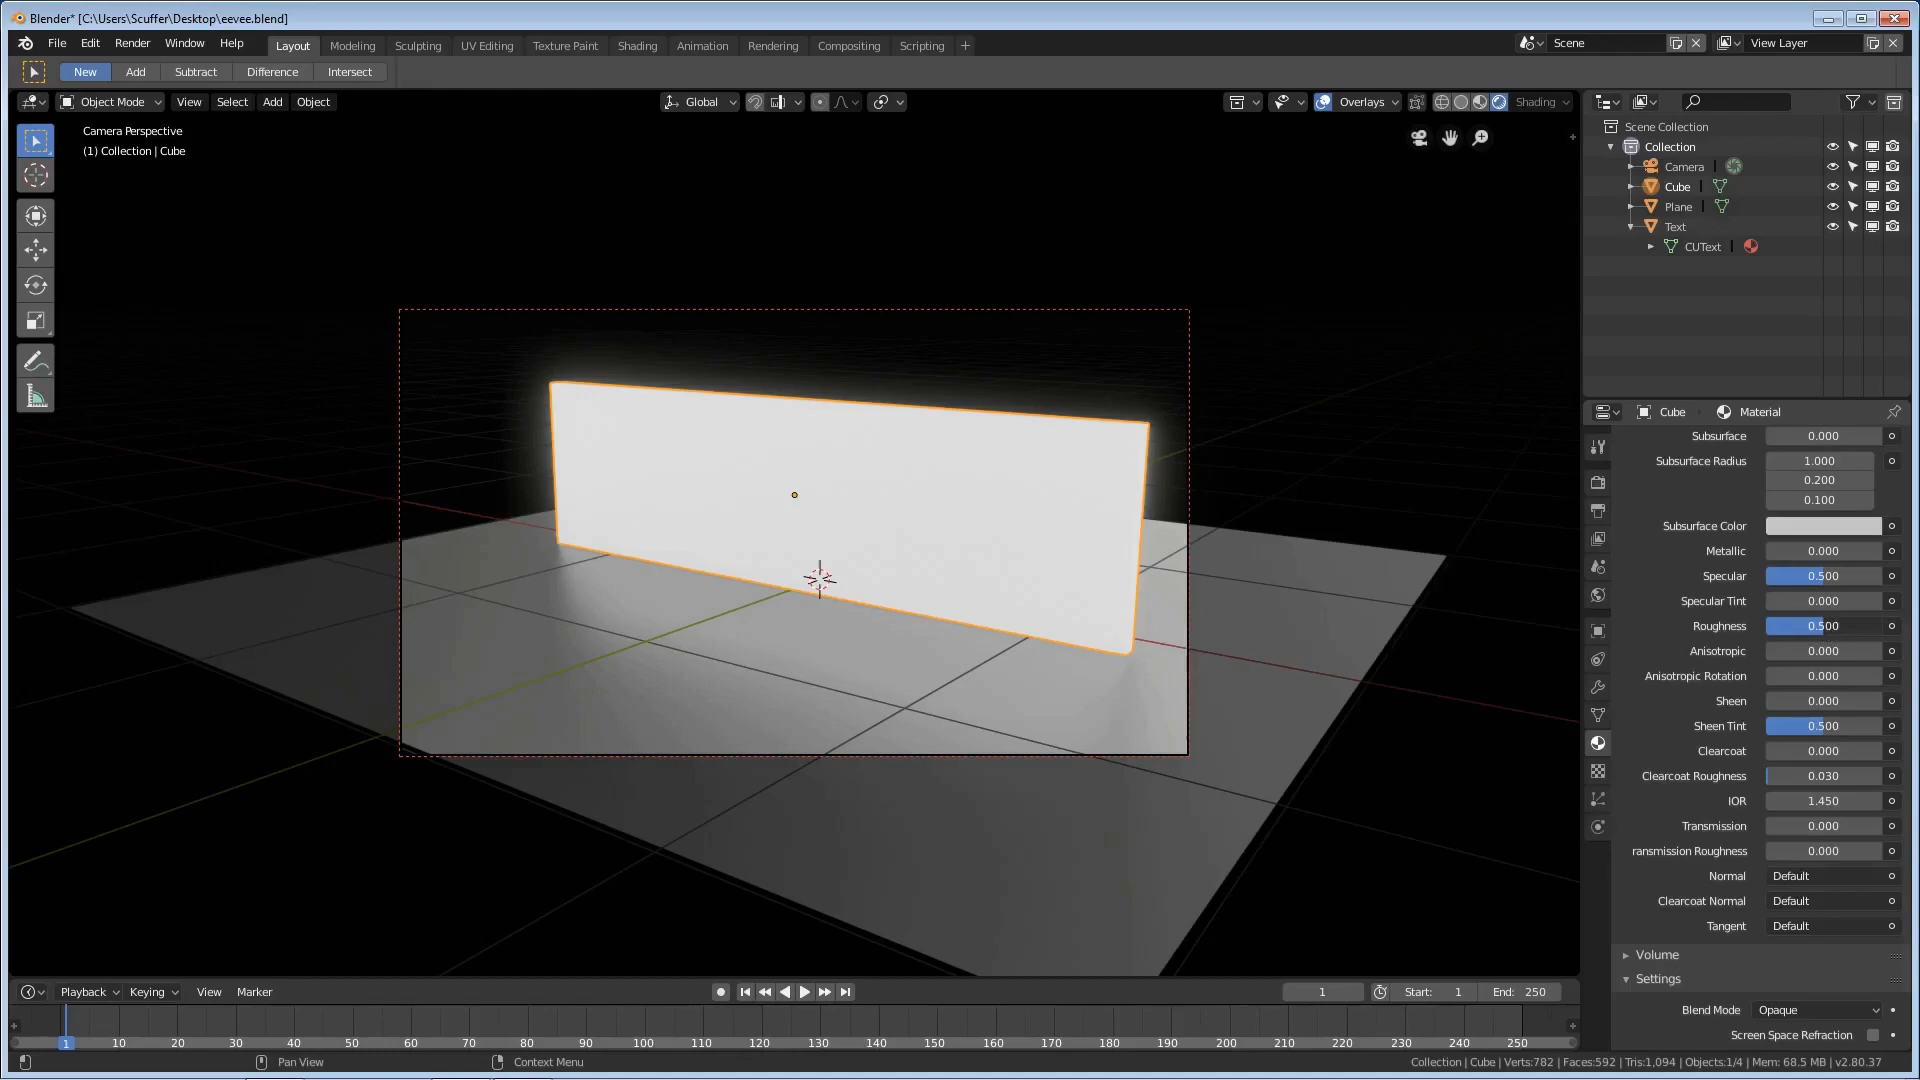 Blender* [C:\Users\Scuffer\Desktop\eevee.blend]
File Edit Render Window Help Layout Modeling Sculpting UV Editing Texture Paint Shading Animation Rendering Compositing Scripting + Scene View Layer
New Add Subtract Difference Intersect
Object Mode View Select Add Object Global Overlays Shading
Camera Perspective
(1) Collection | Cube
Scene Collection
Collection
Camera
Cube
Plane
Text
CUText
Cube Material
Subsurface 0.000
Subsurface Radius 1.000
0.200
0.100
Subsurface Color
Metallic 0.000
Specular 0.500
Specular Tint 0.000
Roughness 0.500
Anisotropic 0.000
Anisotropic Rotation 0.000
Sheen 0.000
Sheen Tint 0.500
Clearcoat 0.000
Clearcoat Roughness 0.030
IOR 1.450
Transmission 0.000
ransmission Roughness 0.000
Normal Default
Clearcoat Normal Default
Tangent Default
Volume
Settings
Blend Mode Opaque
Screen Space Refraction
Playback Keying View Marker 1 Start: 1 End: 250
1 10 20 30 40 50 60 70 80 90 100 110 120 130 140 150 160 170 180 190 200 210 220 230 240 250
Pan View Context Menu Collection | Cube | Verts:782 | Faces:592 | Tris:1,094 | Objects:1/4 | Mem: 68.5 MB | v2.80.37